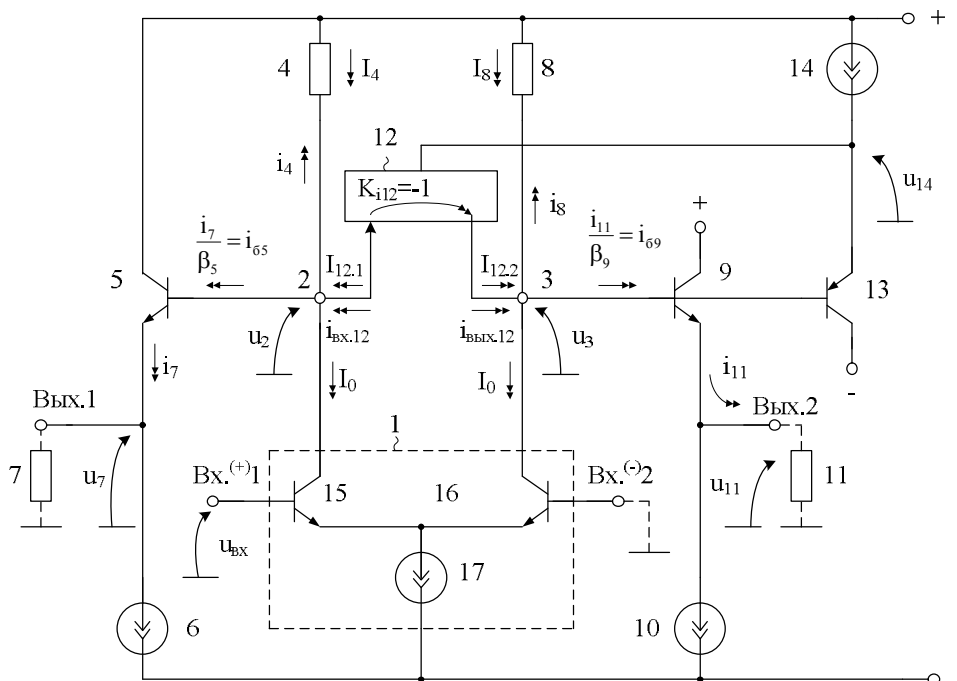 +
4
I₄
I₈
8
14
12
Kᵢ₁₂=-1
i₄
i₈
u₁₄
i₇/β₅ = iб₅
i₁₁/β₉ = iб₉
+
5
2
I₁₂.₁
I₁₂.₂
3
9
13
u₂
iвх.12
iвых.12
u₃
i₇
I₀
I₀
i₁₁
-
Вых.1
Вых.2
1
7
u₇
Вх.⁽⁺⁾1
15
16
Вх.⁽⁻⁾2
u₁₁
11
uвх
17
6
10